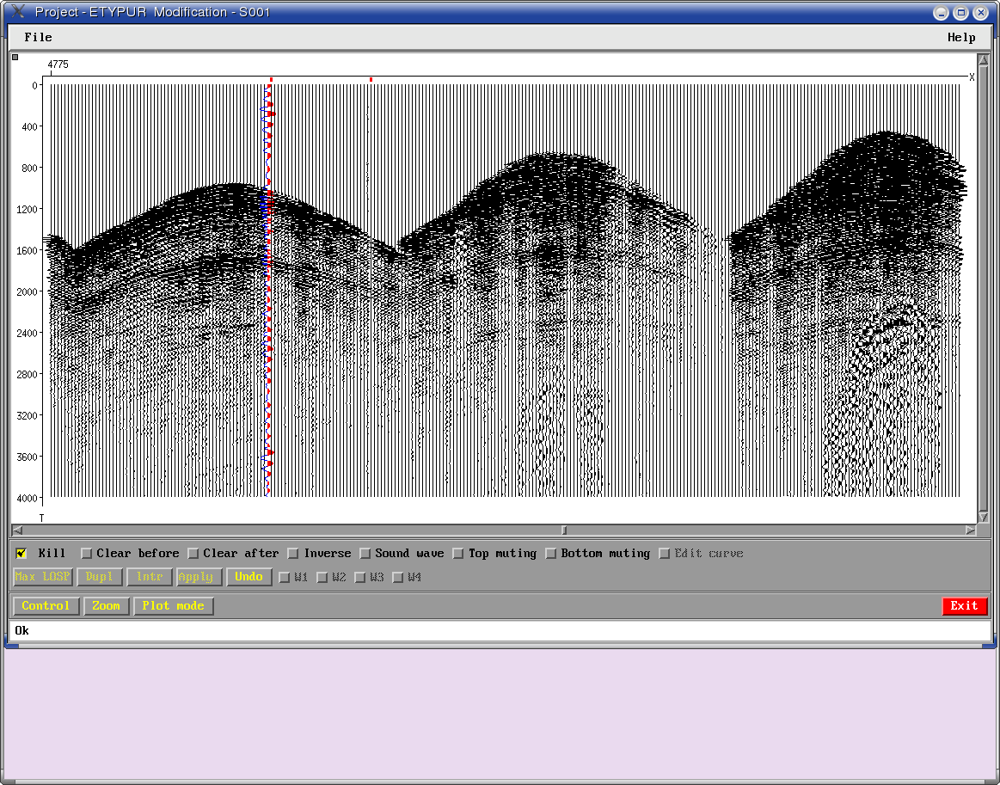 Project - ETYPUR Modification - S001
File Help
4775
X
0
400
800
1200
1600
2000
2400
2800
3200
3600
4000
T
Kill Clear before Clear after Inverse Sound wave Top muting Bottom muting Edit curve
Max LOSP Dupl Intr Apply Undo W1 W2 W3 W4
Control Zoom Plot mode Exit
Ok